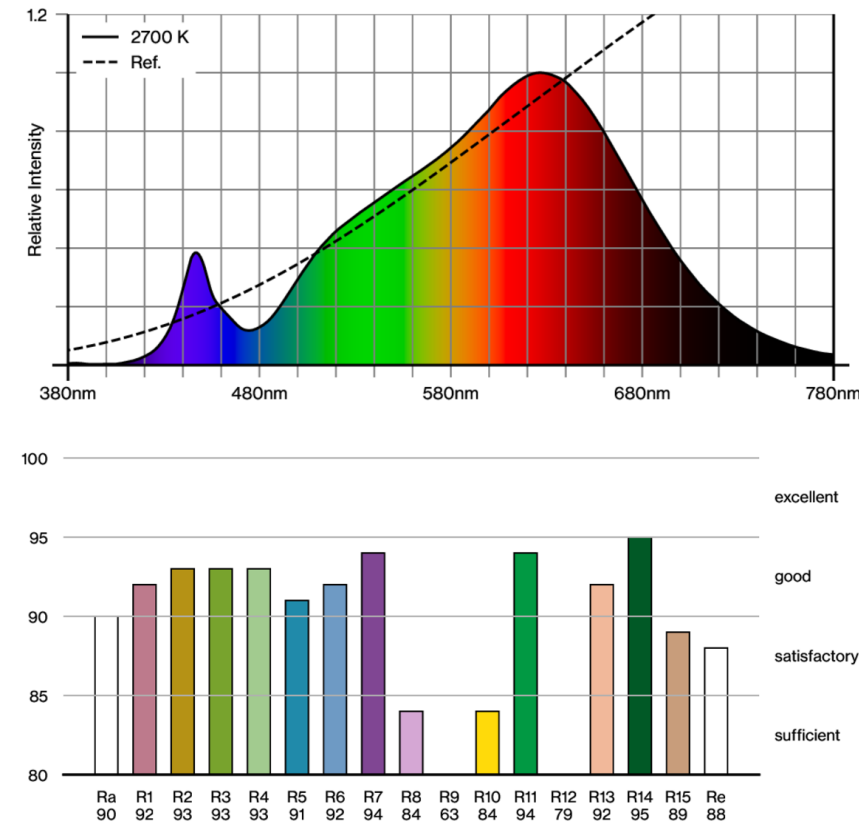 1.2
2700 K
Ref.
Relative Intensity
380nm 480nm 580nm 680nm 780nm
100
excellent
95
good
90
satisfactory
85
sufficient
80
Ra R1 R2 R3 R4 R5 R6 R7 R8 R9 R10 R11 R12 R13 R14 R15 Re
90 92 93 93 93 91 92 94 84 63 84 94 79 92 95 89 88